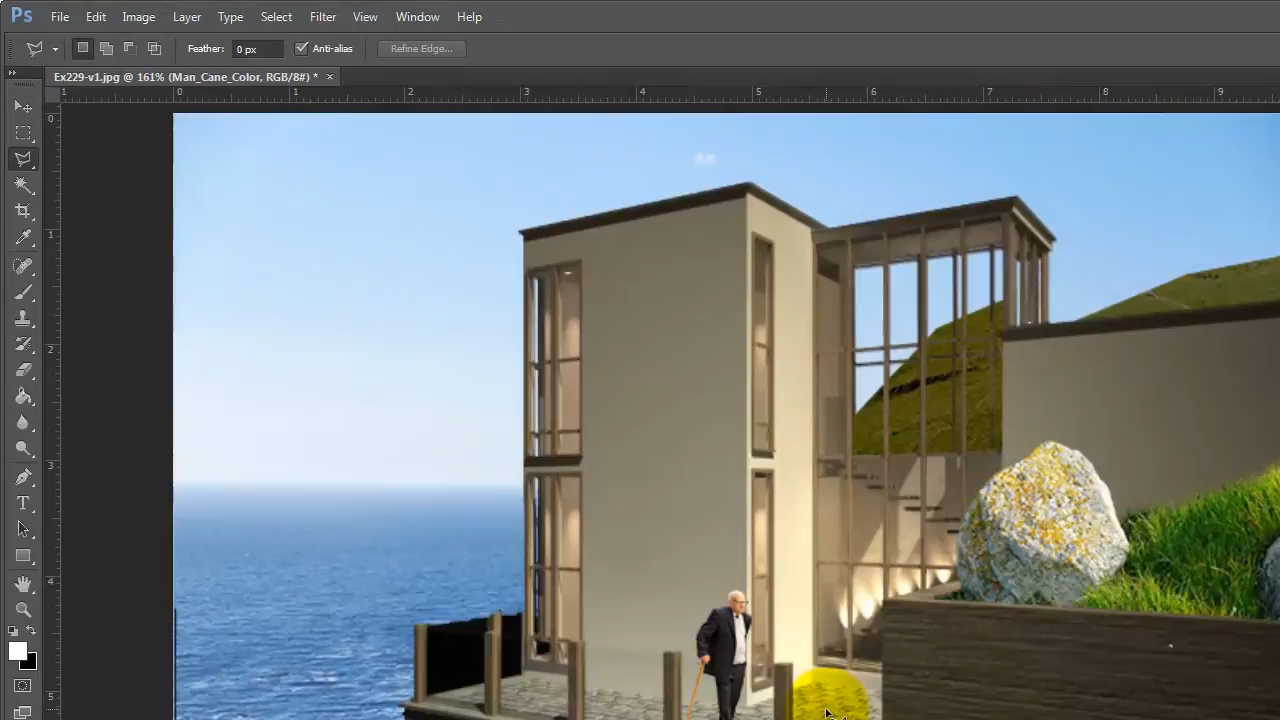 Ps File Edit Image Layer Type Select Filter View Window Help
Feather: 0 px Anti-alias Refine Edge...
Ex229-v1.jpg @ 161% (Man_Cane_Color, RGB/8#) * ×
1 0 1 2 3 4 5 6 7 8 9
0
1
2
3
4
5